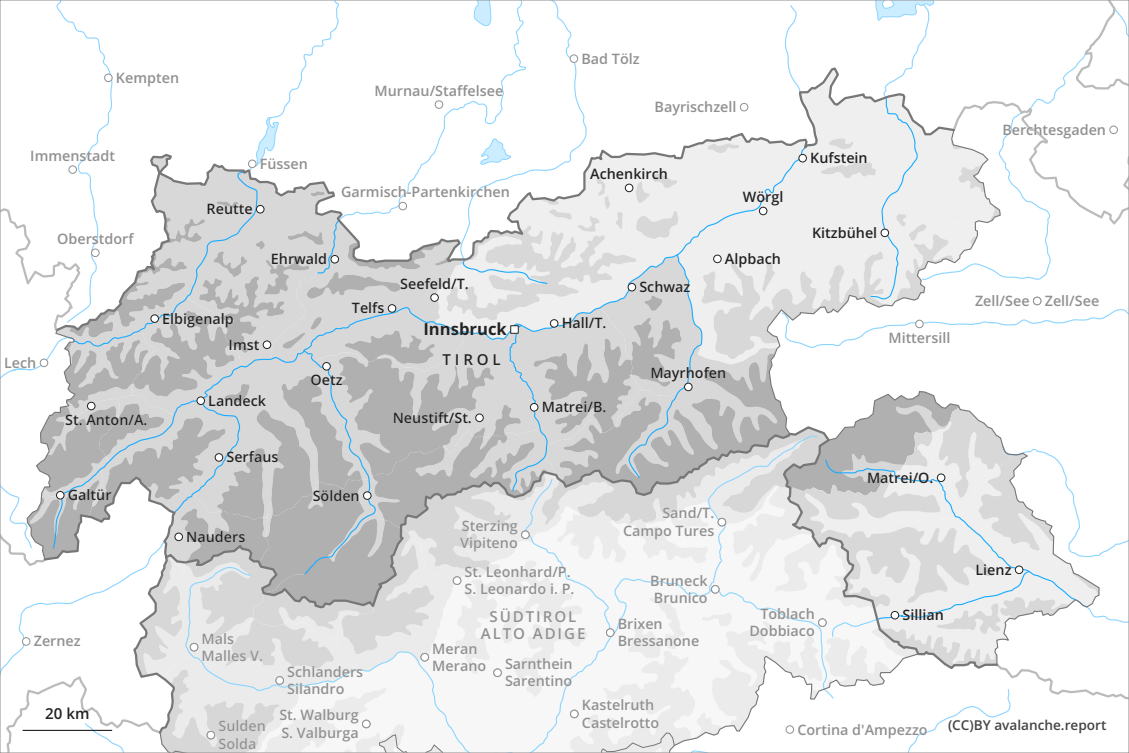 Kempten
Bad Tölz
Murnau/Staffelsee
Bayrischzell
Berchtesgaden
Immenstadt
Füssen
Kufstein
Achenkirch
Garmisch-Partenkirchen
Wörgl
Reutte
Oberstdorf
Kitzbühel
Ehrwald
Alpbach
Seefeld/T.
Schwaz
Zell/See
Zell/See
Telfs
Elbigenalp
Innsbruck
Hall/T.
Mittersill
Imst
TIROL
Lech
Oetz
Mayrhofen
Landeck
St. Anton/A.
Neustift/St.
Matrei/B.
Serfaus
Matrei/O.
Galtür
Sölden
Sand/T.
Campo Tures
Sterzing
Vipiteno
Nauders
St. Leonhard/P.
S. Leonardo i. P.
Lienz
Bruneck
Brunico
SÜDTIROL
ALTO ADIGE
Toblach
Dobbiaco
Sillian
Brixen
Bressanone
Zernez
Mals
Malles V.
Meran
Merano
Sarnthein
Sarentino
Schlanders
Silandro
20 km
St. Walburg
S. Valburga
Kastelruth
Castelrotto
Sulden
Solda
Cortina d'Ampezzo
(CC)BY avalanche.report